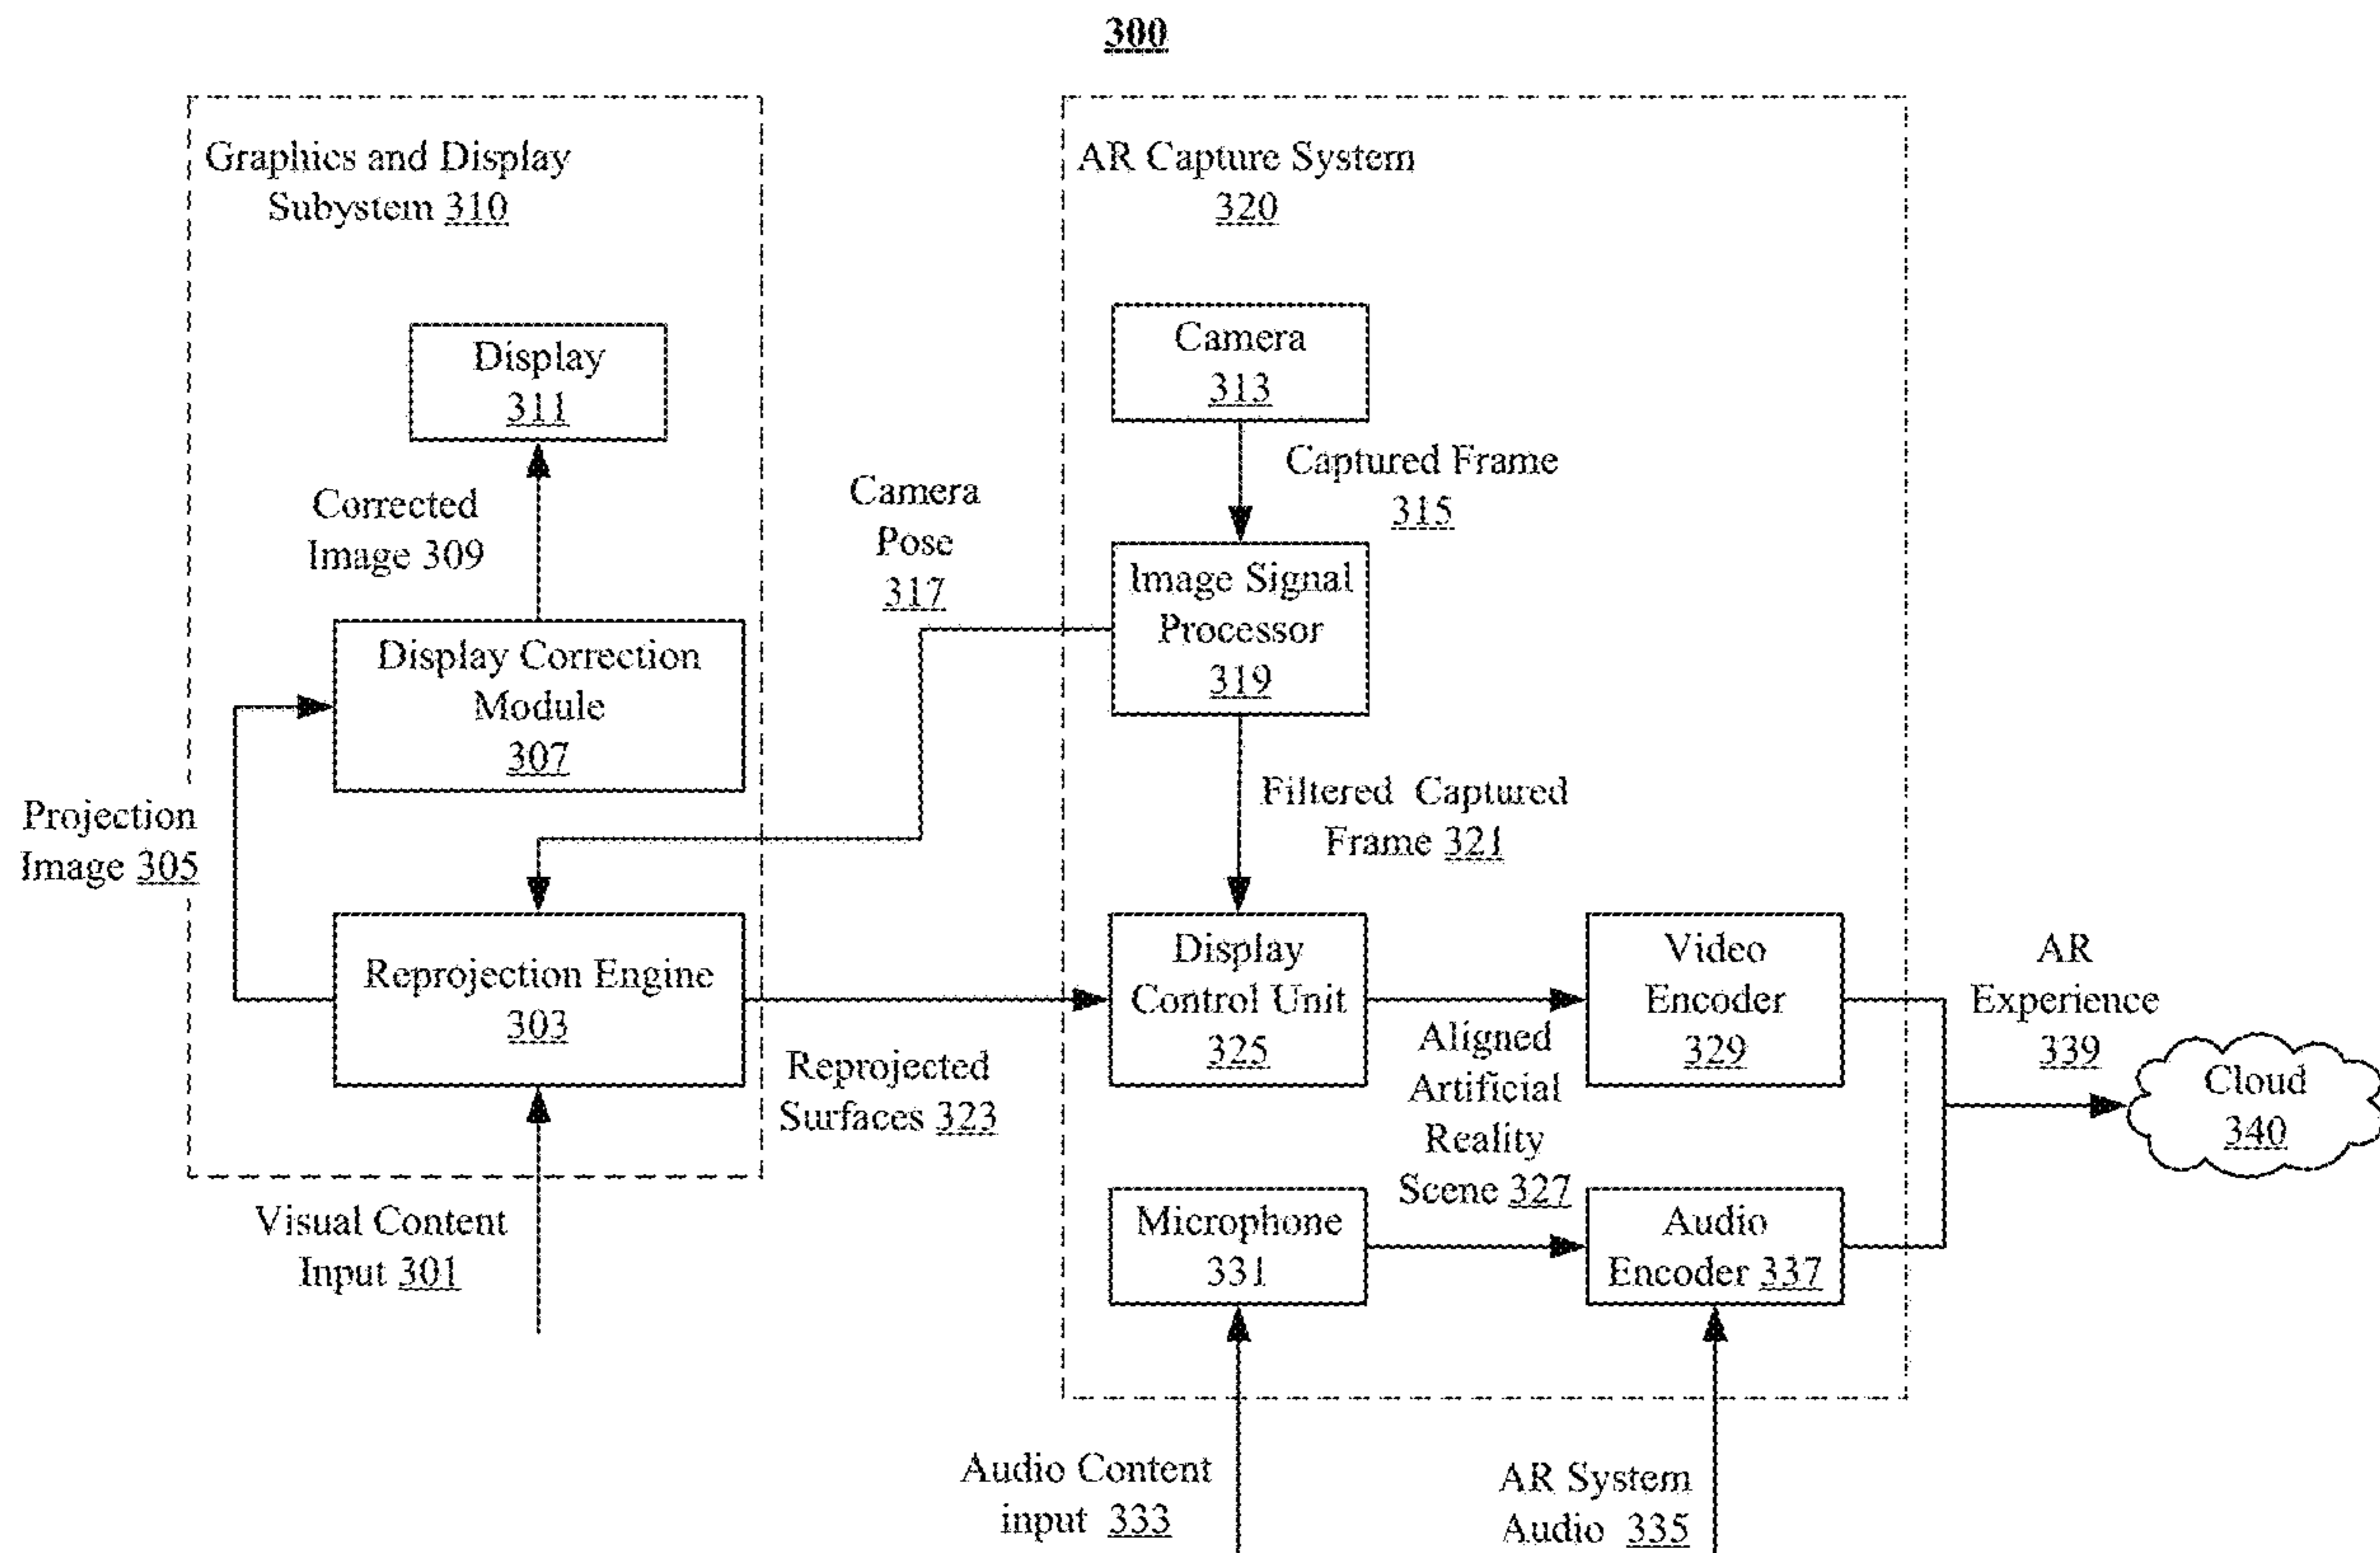 300
Graphics and Display
Subystem 310
Display
311
Corrected
Image 309
Display Correction
Module
307
Projection
Image 305
Reprojection Engine
303
Visual Content
Input 301
Camera
Pose
317
Reprojected
Surfaces 323
AR Capture System
320
Camera
313
Captured Frame
315
Image Signal
Processor
319
Filtered Captured
Frame 321
Display
Control Unit
325
Aligned
Artificial
Reality
Scene 327
Video
Encoder
329
Microphone
331
Audio
Encoder 337
Audio Content
input 333
AR System
Audio 335
AR
Experience
339
Cloud
340